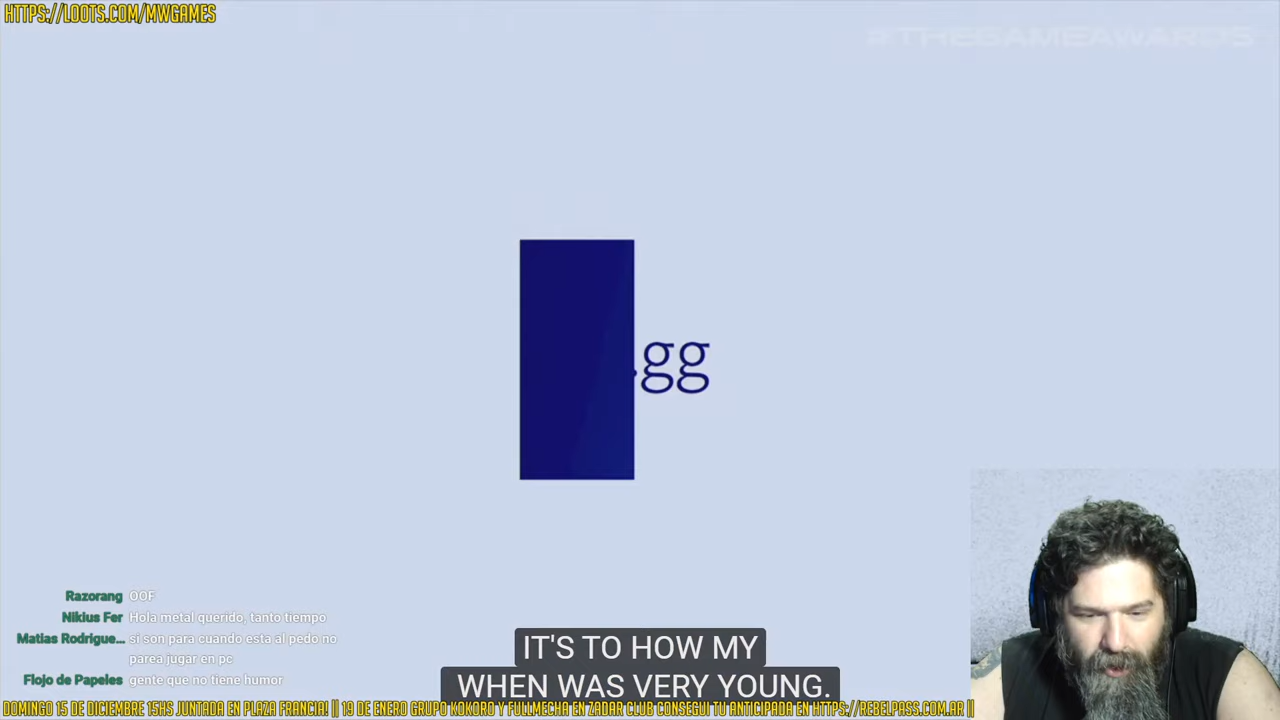 HTTPS://LOOTS.COM/MWGAMES
#THEGAMEAWARDS
.gg
Razorang OOF
Nikius Fer Hola metal querido, tanto tiempo
Matias Rodrigue... si son para cuando esta al pedo no
parea jugar en pc
Flojo de Papeles gente que no tiene humor
IT'S TO HOW MY
WHEN WAS VERY YOUNG.
DOMINGO 15 DE DICIEMBRE 15HS JUNTADA EN PLAZA FRANCIA! || 19 DE ENERO GRUPO KOKORO Y FULLMECHA EN ZADAR CLUB CONSEGUI TU ANTICIPADA EN HTTPS://REBELPASS.COM.AR ||